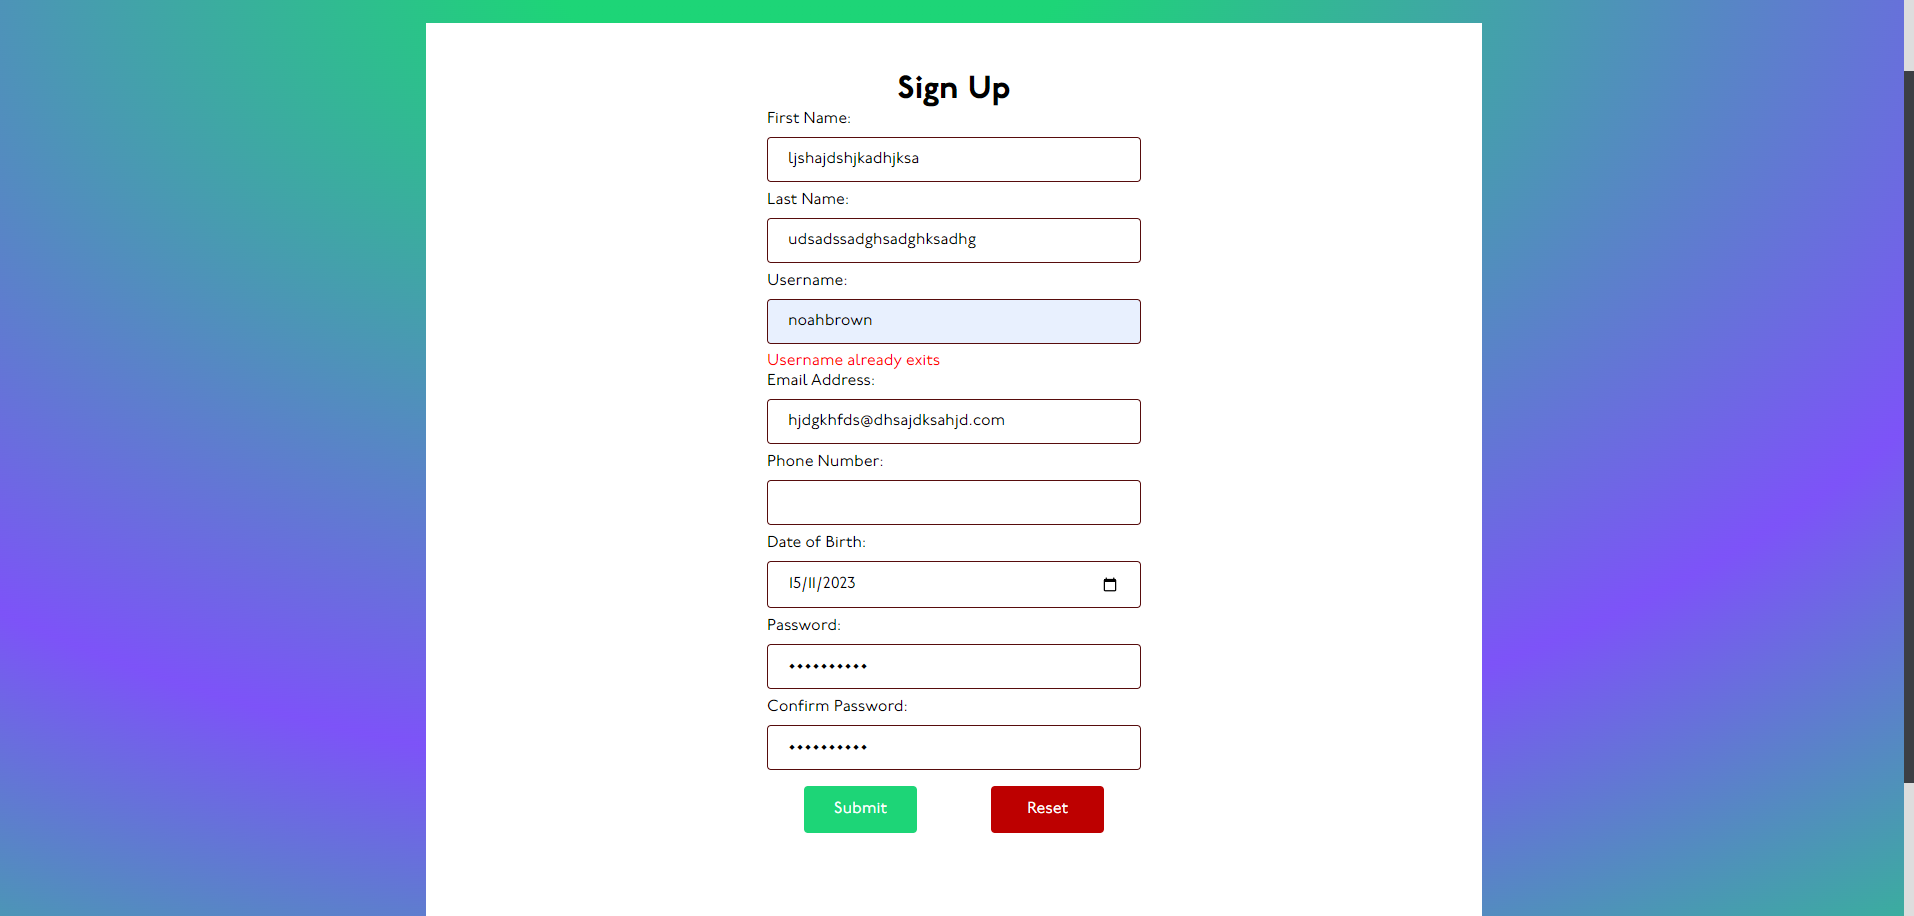 Sign Up
First Name:
ljshajdshjkadhjksa
Last Name:
udsadssadghsadghksadhg
Username:
noahbrown
Username already exits
Email Address:
hjdgkhfds@dhsajdksahjd.com
Phone Number:
Date of Birth:
15/11/2023
Password:
••••••••••
Confirm Password:
••••••••••
Submit Reset